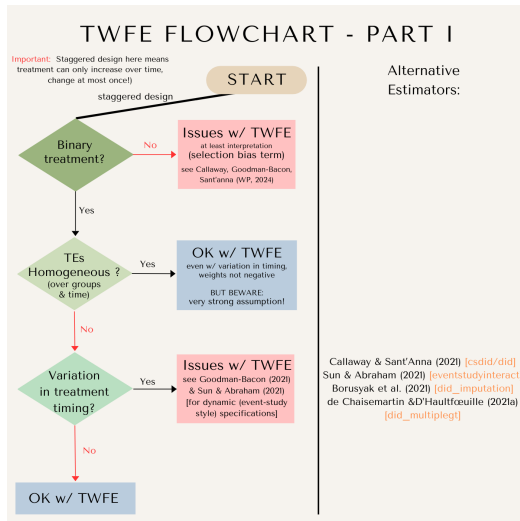 TWFE FLOWCHART - PART I
Important: Staggered design here means
treatment can only increase over time,
change at most once!)
START
Alternative
Estimators:
staggered design
Binary
treatment?
No
Issues w/ TWFE
at least interpretation
(selection bias term)
see Callaway, Goodman-Bacon,
Sant'anna (WP, 2024)
Yes
TEs
Homogeneous ?
(over groups
& time)
Yes
OK w/ TWFE
even w/ variation in timing,
weights not negative
BUT BEWARE:
very strong assumption!
No
Variation
in treatment
timing?
Yes
Issues w/ TWFE
see Goodman-Bacon (2021)
& Sun & Abraham (2021)
[for dynamic (event-study
style) specifications]
Callaway & Sant'Anna (2021) [csdid/did]
Sun & Abraham (2021) [eventstudyinteract
Borusyak et al. (2021) [did_imputation]
de Chaisemartin &D'Haultfœuille (2021a)
[did_multiplegt]
No
OK w/ TWFE